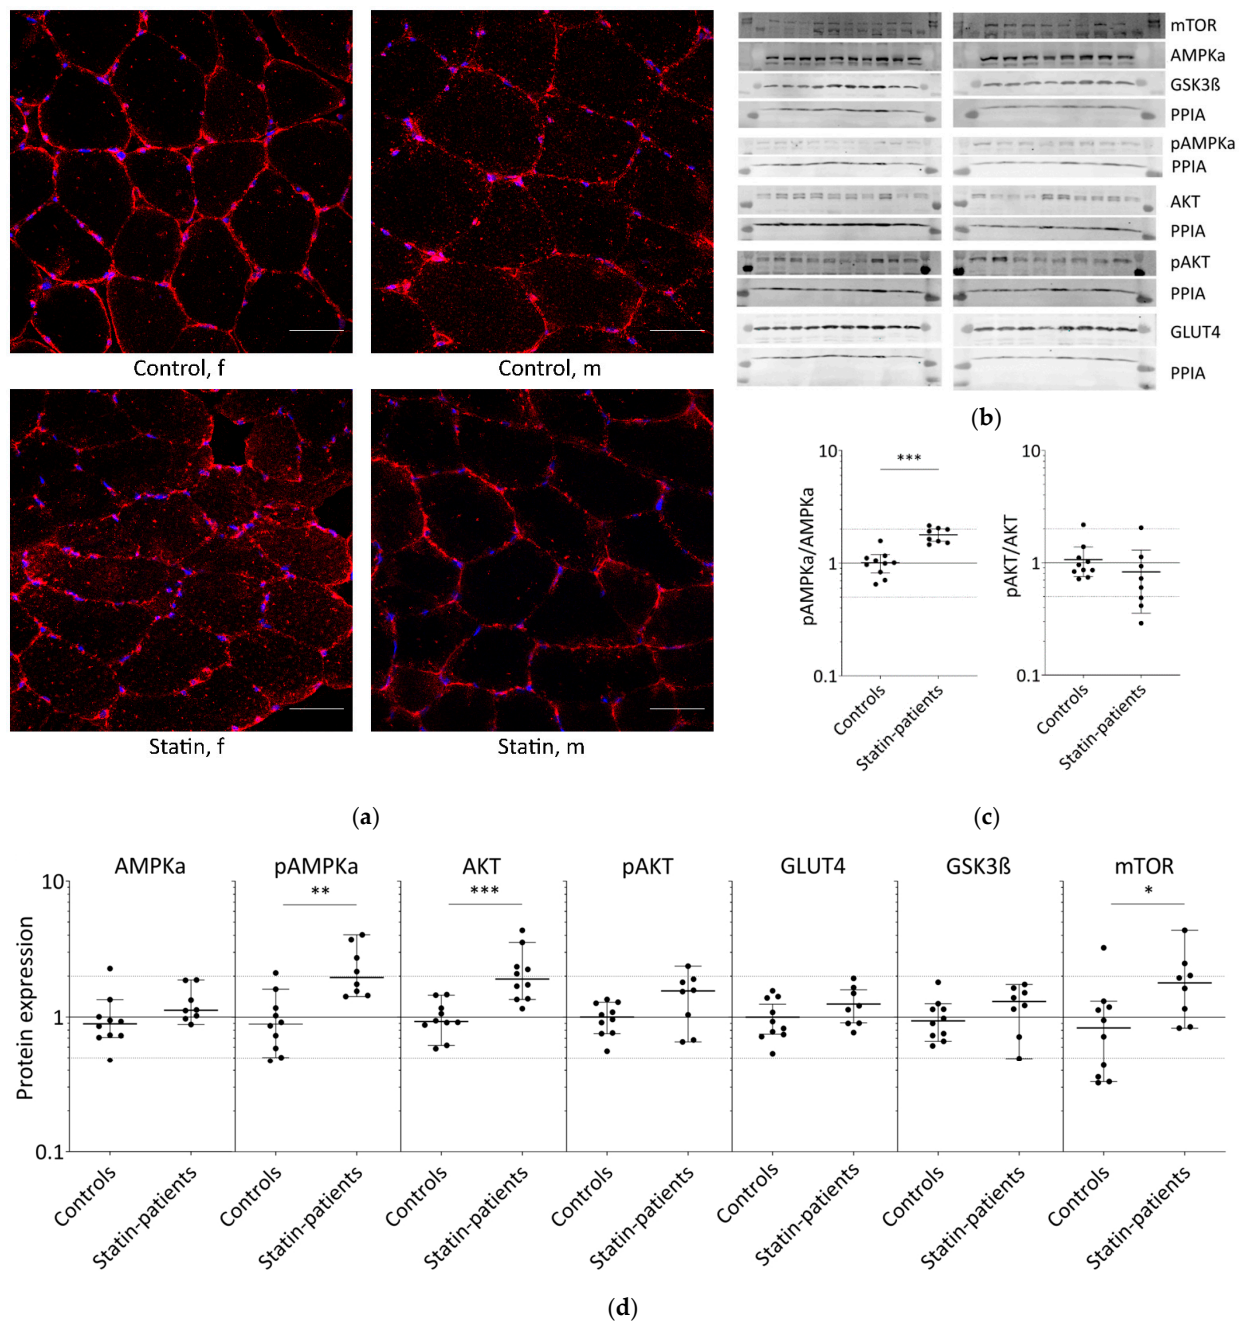 Control, f
Control, m
Statin, f
Statin, m
(a)
mTOR
AMPKa
GSK3ß
PPIA
pAMPKa
PPIA
AKT
PPIA
pAKT
PPIA
GLUT4
PPIA
(b)
pAMPKa/AMPKa
10
1
0.1
***
Controls
Statin-patients
pAKT/AKT
10
1
0.1
Controls
Statin-patients
(c)
Protein expression
10
1
0.1
AMPKa
Controls
Statin-patients
pAMPKa
**
Controls
Statin-patients
AKT
***
Controls
Statin-patients
pAKT
Controls
Statin-patients
GLUT4
Controls
Statin-patients
GSK3ß
Controls
Statin-patients
mTOR
*
Controls
Statin-patients
(d)